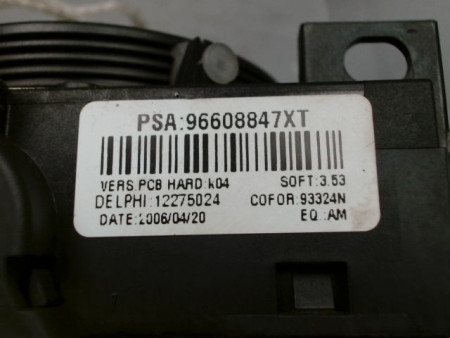 PSA:96608847XT
VERS.PCB HARD:k04 SOFT:3.53
DELPHI:12275024 COFOR:93324N
DATE:2006/04/20 EQ.:AM